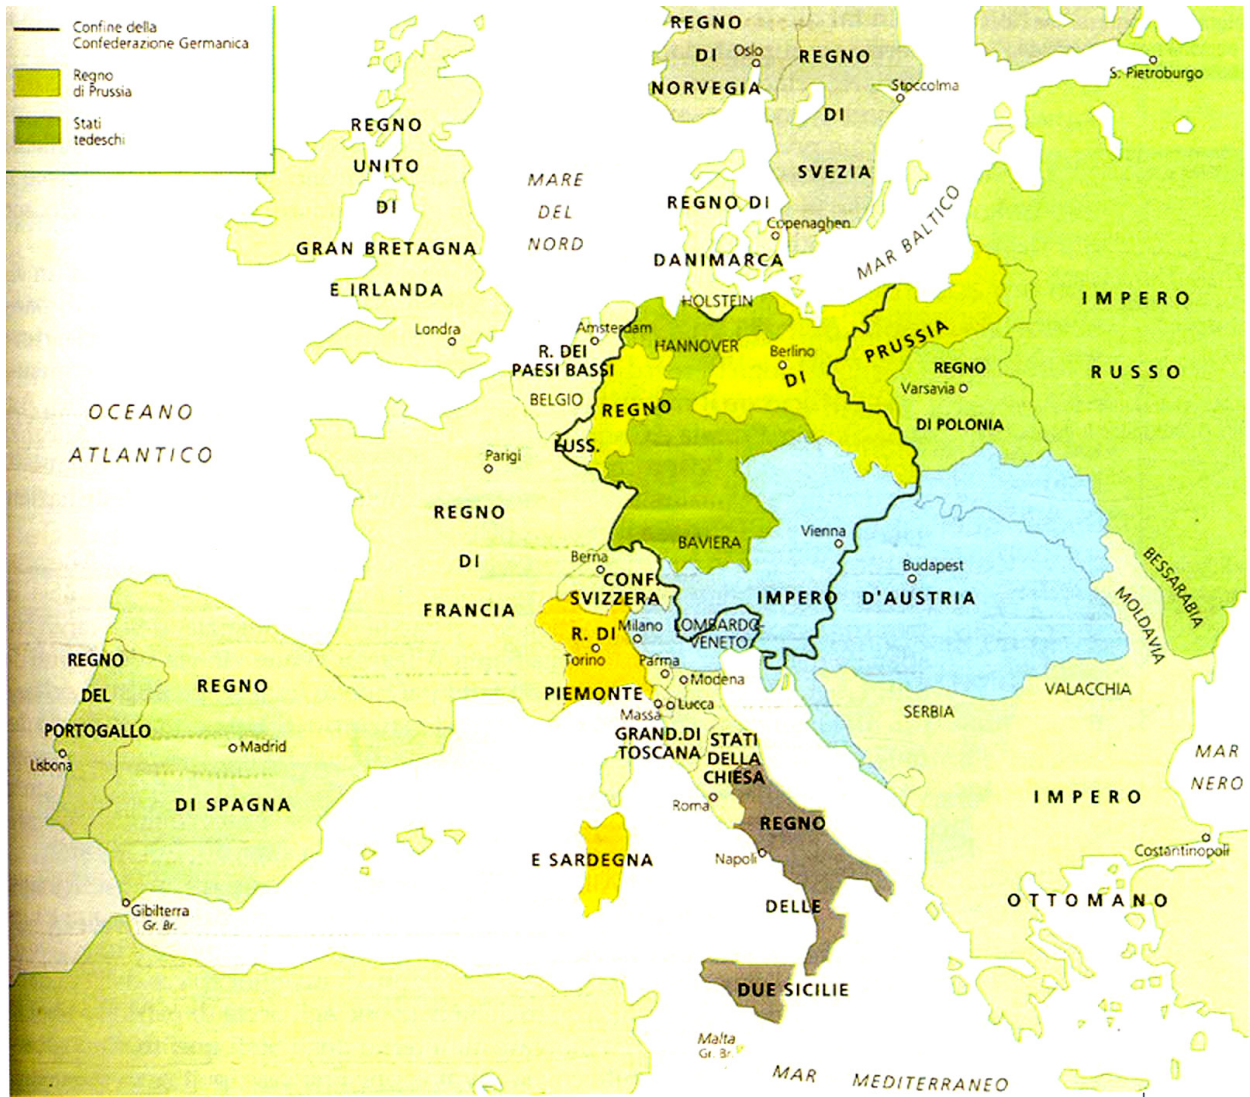 Confine della
Confederazione Germanica
Regno
di Prussia
Stati
tedeschi
REGNO
DI
NORVEGIA
Oslo
REGNO
DI
SVEZIA
Stoccolma
S. Pietroburgo
REGNO
UNITO
DI
GRAN BRETAGNA
E IRLANDA
Londra
MARE
DEL
NORD
REGNO DI
DANIMARCA
Copenaghen
MAR BALTICO
HOLSTEIN
IMPERO
RUSSO
Amsterdam
R. DEI
PAESI BASSI
BELGIO
LUSS.
HANNOVER
Berlino
REGNO
DI
PRUSSIA
REGNO
Varsavia
DI POLONIA
OCEANO
ATLANTICO
Parigi
REGNO
DI
FRANCIA
BAVIERA
Vienna
Budapest
IMPERO
D'AUSTRIA
BESSARABIA
MOLDAVIA
Berna
CONF.
SVIZZERA
Milano
LOMBARDO-
VENETO
R. DI
Torino
PIEMONTE
Parma
Modena
Massa
Lucca
GRAND. DI
TOSCANA
STATI
DELLA
CHIESA
Roma
VALACCHIA
SERBIA
MAR
NERO
REGNO
DEL
PORTOGALLO
Lisbona
REGNO
Madrid
DI SPAGNA
IMPERO
OTTOMANO
Costantinopoli
E SARDEGNA
REGNO
Napoli
DELLE
DUE SICILIE
Gibilterra
Gr. Br.
Malta
Gr. Br.
MAR MEDITERRANEO